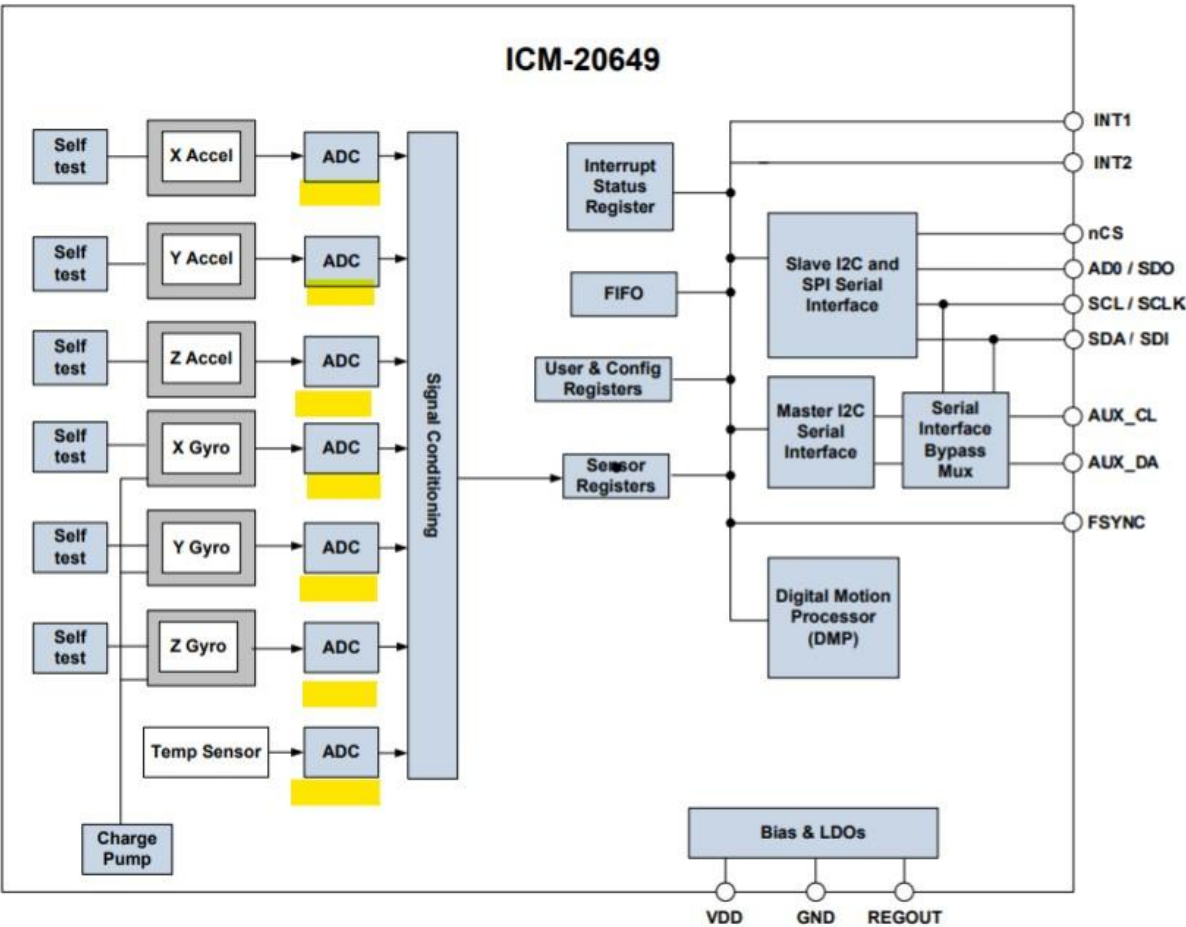 ICM-20649
Self
test
X Accel
ADC
Self
test
Y Accel
ADC
Self
test
Z Accel
ADC
Self
test
X Gyro
ADC
Self
test
Y Gyro
ADC
Self
test
Z Gyro
ADC
Temp Sensor
ADC
Charge
Pump
Signal Conditioning
Interrupt
Status
Register
FIFO
User & Config
Registers
Sensor
Registers
Slave I2C and
SPI Serial
Interface
Master I2C
Serial
Interface
Serial
Interface
Bypass
Mux
Digital Motion
Processor
(DMP)
INT1
INT2
nCS
AD0 / SDO
SCL / SCLK
SDA / SDI
AUX_CL
AUX_DA
FSYNC
Bias & LDOs
VDD
GND
REGOUT